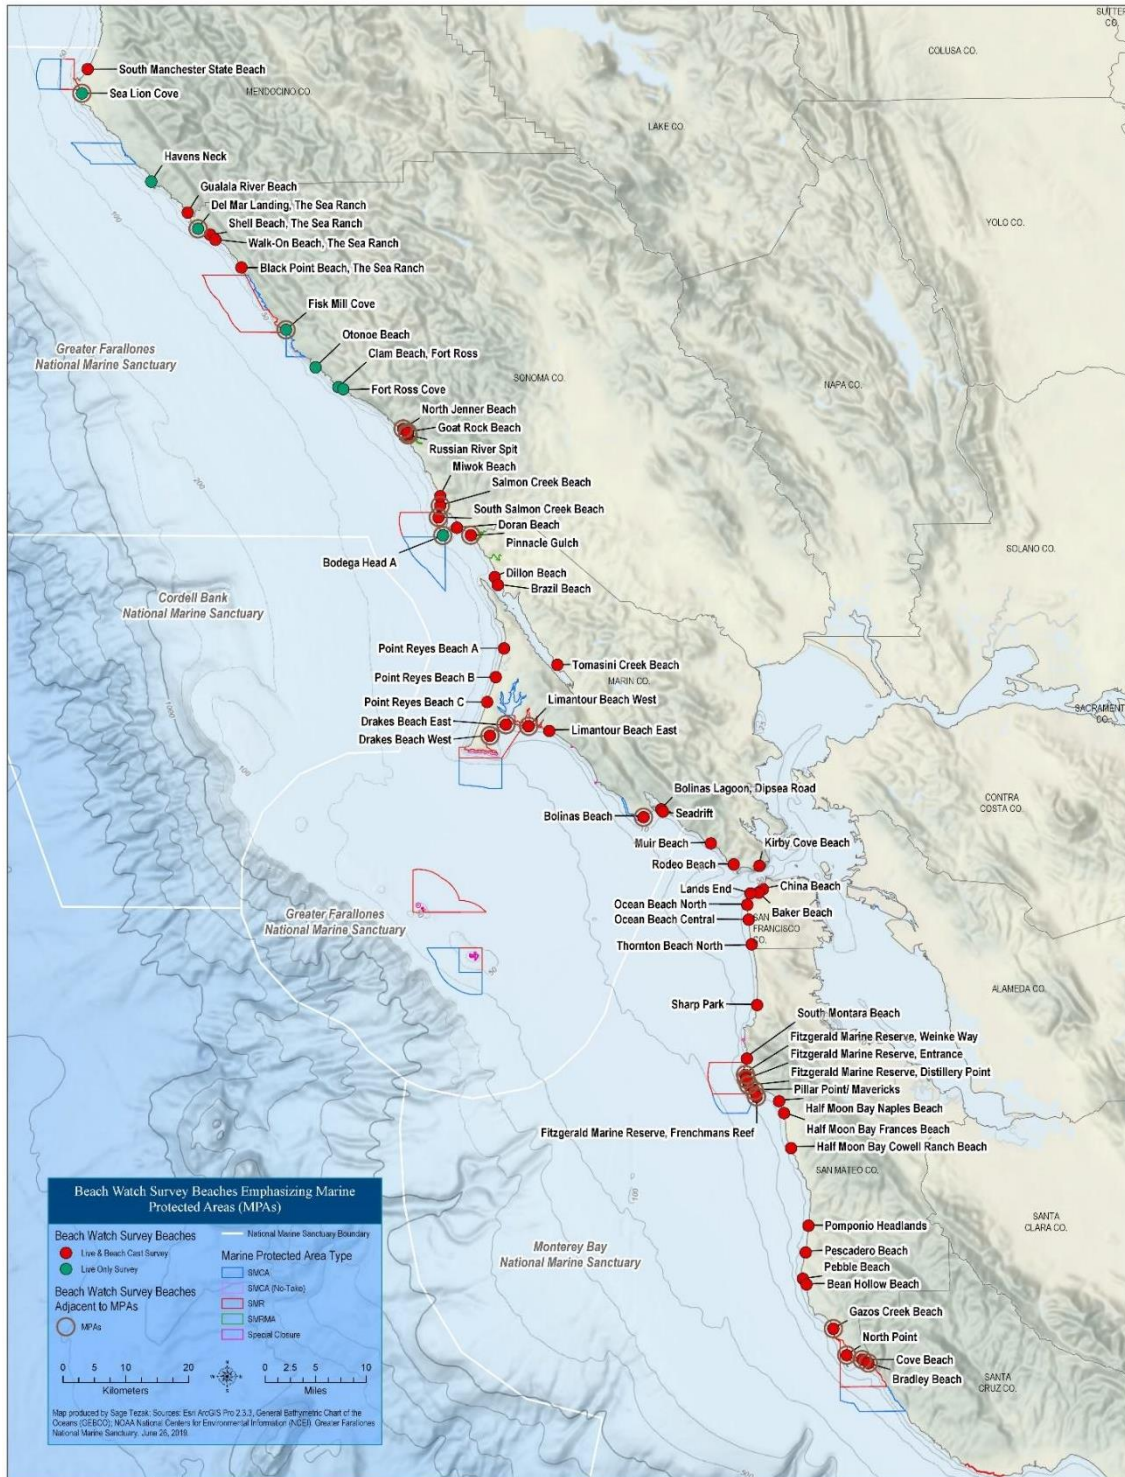 SUTTER
CO.
COLUSA CO.
South Manchester State Beach
MENDOCINO CO.
Sea Lion Cove
LAKE CO.
Havens Neck
Gualala River Beach
Del Mar Landing, The Sea Ranch
Shell Beach, The Sea Ranch
Walk-On Beach, The Sea Ranch
YOLO CO.
Black Point Beach, The Sea Ranch
Fisk Mill Cove
Otonoe Beach
Greater Farallones
National Marine Sanctuary
Clam Beach, Fort Ross
SONOMA CO.
NAPA CO.
Fort Ross Cove
North Jenner Beach
Goat Rock Beach
Russian River Spit
Miwok Beach
Salmon Creek Beach
South Salmon Creek Beach
Doran Beach
Pinnacle Gulch
SOLANO CO.
Bodega Head A
Dillon Beach
Brazil Beach
Cordell Bank
National Marine Sanctuary
Point Reyes Beach A
Tomasini Creek Beach
Point Reyes Beach B
MARIN CO.
Point Reyes Beach C
Limantour Beach West
SACRAMENTO
CO.
Drakes Beach East
Limantour Beach East
Drakes Beach West
Bolinas Lagoon, Dipsea Road
CONTRA
COSTA CO.
Seadrift
Bolinas Beach
Muir Beach
Kirby Cove Beach
Rodeo Beach
China Beach
Lands End
Baker Beach
Ocean Beach North
Ocean Beach Central
SAN
FRANCISCO
CO.
Greater Farallones
National Marine Sanctuary
Thornton Beach North
ALAMEDA CO.
Sharp Park
South Montara Beach
Fitzgerald Marine Reserve, Weinke Way
Fitzgerald Marine Reserve, Entrance
Fitzgerald Marine Reserve, Distillery Point
Pillar Point/ Mavericks
Half Moon Bay Naples Beach
Half Moon Bay Frances Beach
Fitzgerald Marine Reserve, Frenchmans Reef
Half Moon Bay Cowell Ranch Beach
SAN MATEO CO.
SANTA
CLARA CO.
Pomponio Headlands
Monterey Bay
National Marine Sanctuary
Pescadero Beach
Pebble Beach
Bean Hollow Beach
Gazos Creek Beach
North Point
Cove Beach
Bradley Beach
SANTA
CRUZ CO.
50
100
200
1000
100
50
100
500
Beach Watch Survey Beaches Emphasizing Marine
Protected Areas (MPAs)
Beach Watch Survey Beaches
Live & Beach Cast Survey
Live Only Survey
Beach Watch Survey Beaches
Adjacent to MPAs
MPAs
National Marine Sanctuary Boundary
Marine Protected Area Type
SMCA
SMCA (No-Take)
SMR
SMRMA
Special Closure
0 5 10 20
Kilometers
N
W E
S
0 2.5 5 10
Miles
Map produced by Sage Tezak; Sources: Esri ArcGIS Pro 2.3.3, General Bathymetric Chart of the
Oceans (GEBCO); NOAA National Centers for Environmental Information (NCEI). Greater Farallones
National Marine Sanctuary. June 26, 2019.